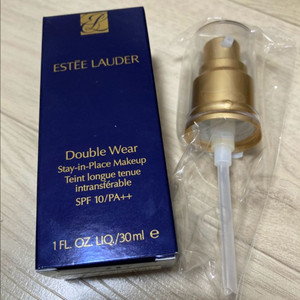 ESTĒE LAUDER
Double Wear
Stay-in-Place Makeup
Teint longue tenue
intransférable
SPF 10/PA++
1 FL. OZ. LIQ./30ml e